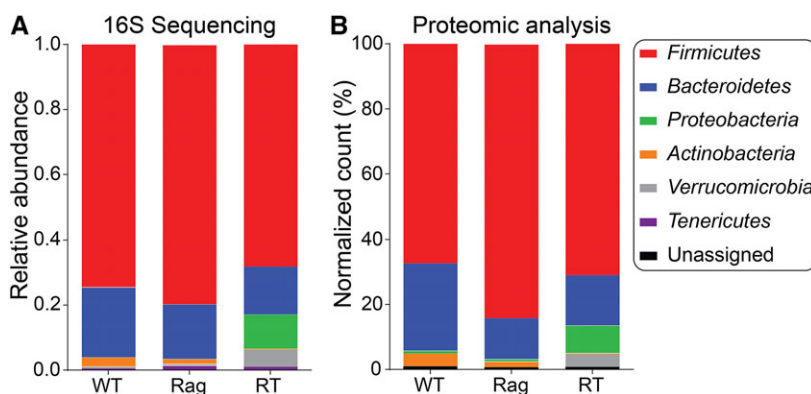 A
16S Sequencing
Relative abundance
1.0
0.8
0.6
0.4
0.2
0.0
WT Rag RT
B
Proteomic analysis
Normalized count (%)
100
80
60
40
20
0
WT Rag RT
Firmicutes
Bacteroidetes
Proteobacteria
Actinobacteria
Verrucomicrobia
Tenericutes
Unassigned